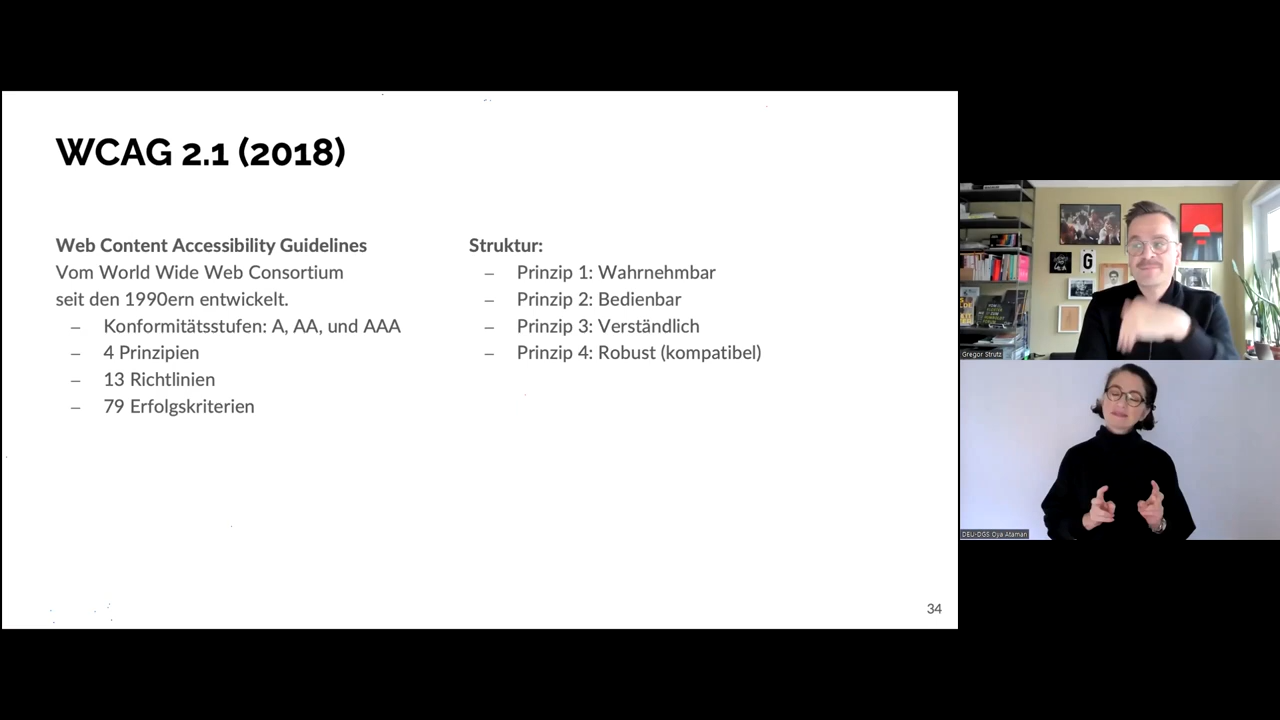 WCAG 2.1 (2018)
Web Content Accessibility Guidelines
Vom World Wide Web Consortium
seit den 1990ern entwickelt.
– Konformitätsstufen: A, AA, und AAA
– 4 Prinzipien
– 13 Richtlinien
– 79 Erfolgskriterien
Struktur:
– Prinzip 1: Wahrnehmbar
– Prinzip 2: Bedienbar
– Prinzip 3: Verständlich
– Prinzip 4: Robust (kompatibel)
34
G
Gregor Strutz
DEU-DGS Oya Ataman